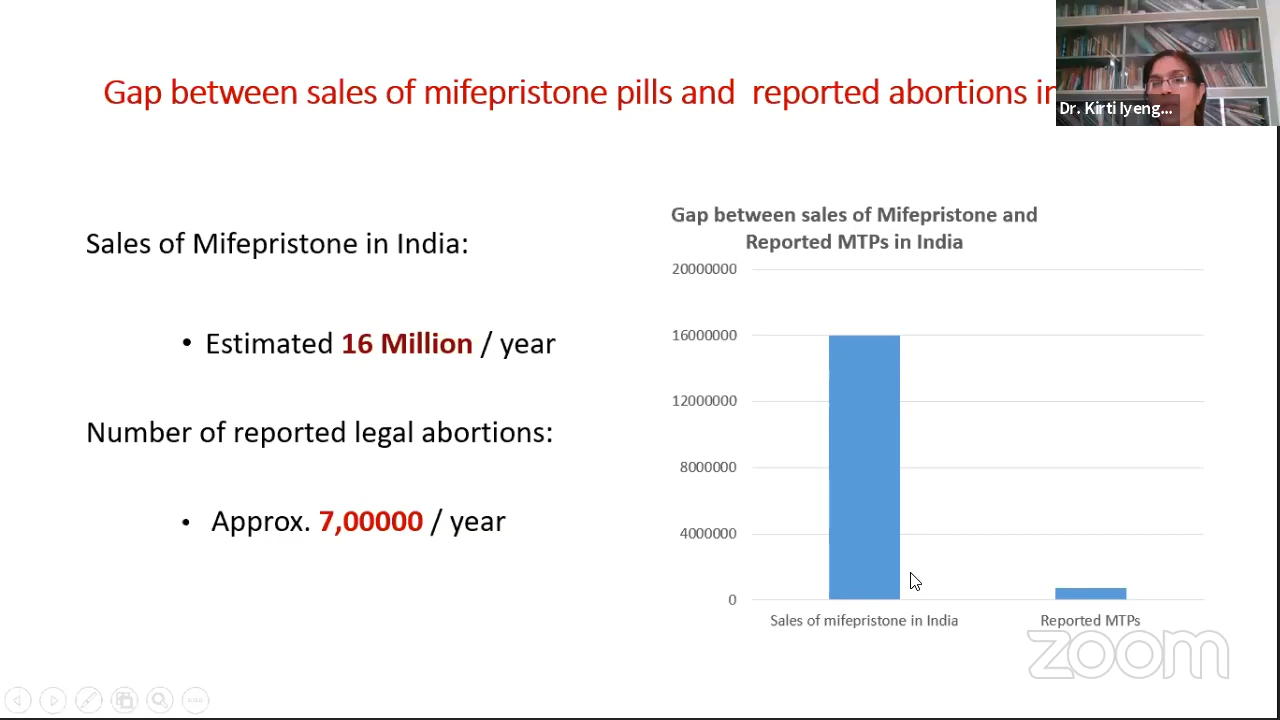 Gap between sales of mifepristone pills and reported abortions in
Dr. Kirti Iyeng...
Sales of Mifepristone in India:
• Estimated 16 Million / year
Number of reported legal abortions:
• Approx. 7,00000 / year
Gap between sales of Mifepristone and
Reported MTPs in India
20000000
16000000
12000000
8000000
4000000
0
Sales of mifepristone in India
Reported MTPs
zoom